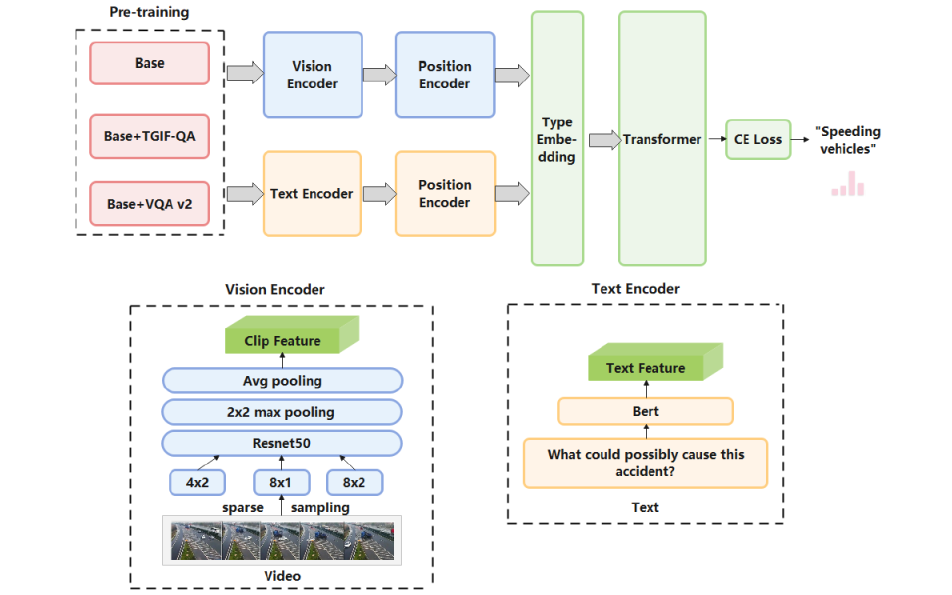 Pre-training
Base
Base+TGIF-QA
Base+VQA v2
Vision
Encoder
Position
Encoder
Text Encoder
Position
Encoder
Type
Embe-
dding
Transformer
CE Loss
"Speeding
vehicles"
Vision Encoder
Clip Feature
Avg pooling
2x2 max pooling
Resnet50
4x2
8x1
8x2
sparse sampling
Video
Text Encoder
Text Feature
Bert
What could possibly cause this
accident?
Text